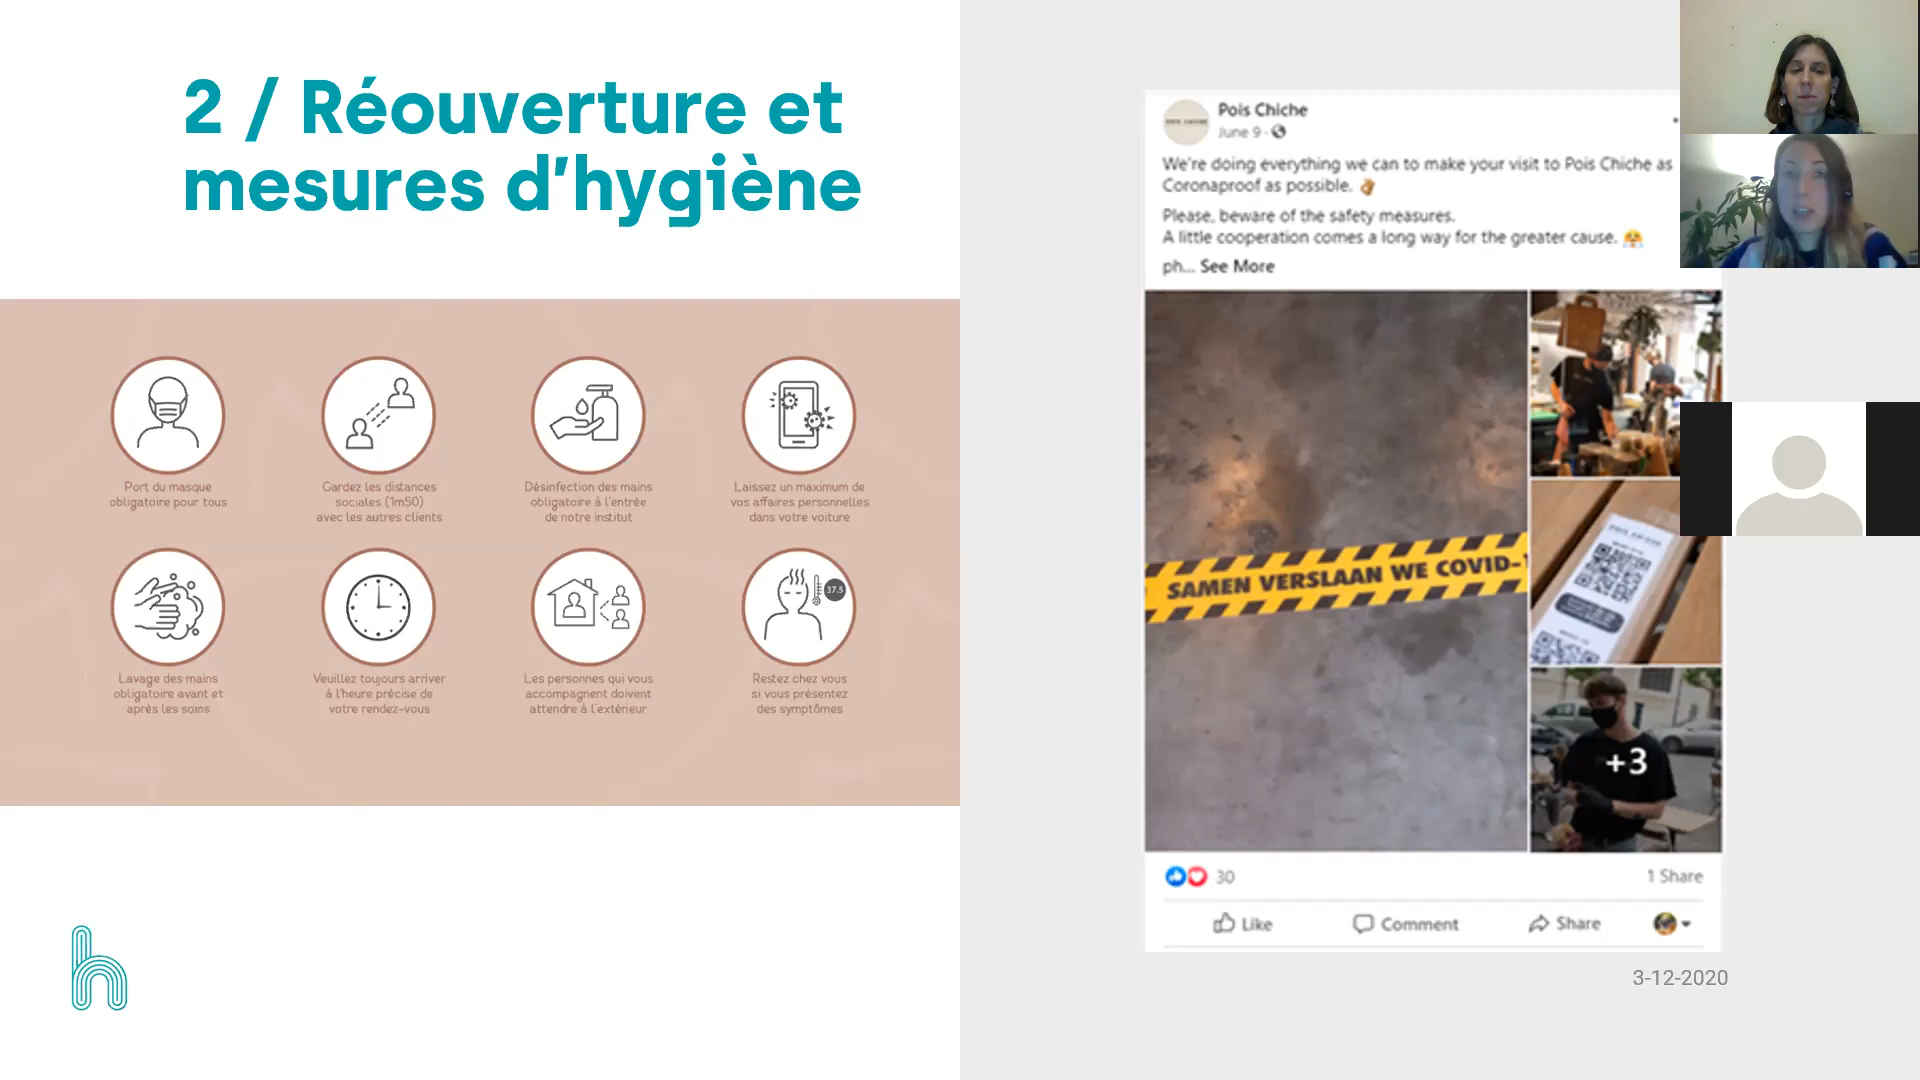 2 / Réouverture et
mesures d'hygiène
Port du masque
obligatoire pour tous
Gardez les distances
sociales (1m50)
avec les autres clients
Désinfection des mains
obligatoire à l'entrée
de notre institut
Laissez un maximum de
vos affaires personnelles
dans votre voiture
37.5
Lavage des mains
obligatoire avant et
après les soins
Veuillez toujours arriver
à l'heure précise de
votre rendez-vous
Les personnes qui vous
accompagnent doivent
attendre à l'extérieur
Restez chez vous
si vous présentez
des symptômes
Pois Chiche
June 9 ·
We're doing everything we can to make your visit to Pois Chiche as
Coronaproof as possible.
Please, beware of the safety measures.
A little cooperation comes a long way for the greater cause.
ph... See More
SAMEN VERSLAAN WE COVID-1
+3
30
1 Share
Like
Comment
Share
3-12-2020